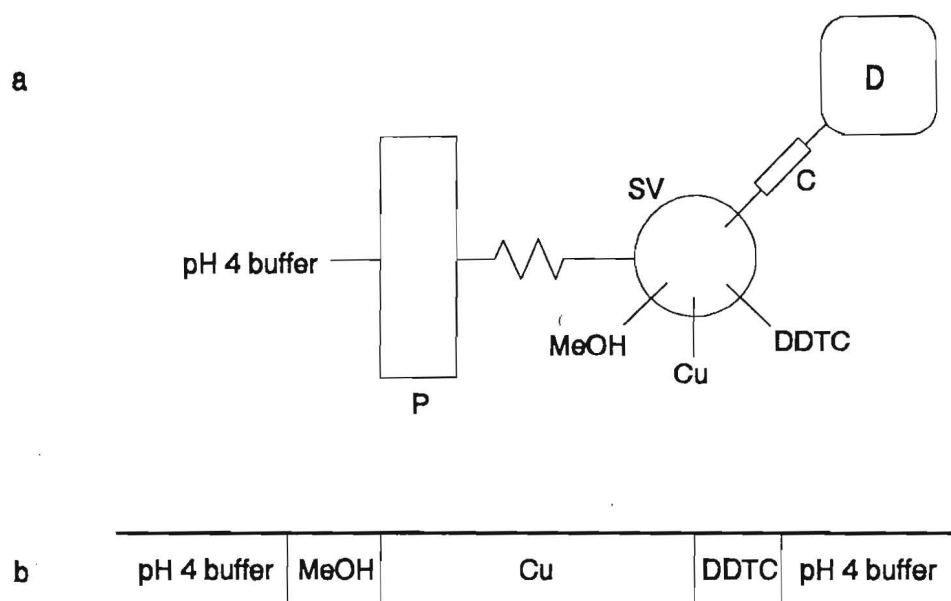 a
D
C
SV
pH 4 buffer
MeOH
DDTC
Cu
P
b
pH 4 buffer
MeOH
Cu
DDTC
pH 4 buffer